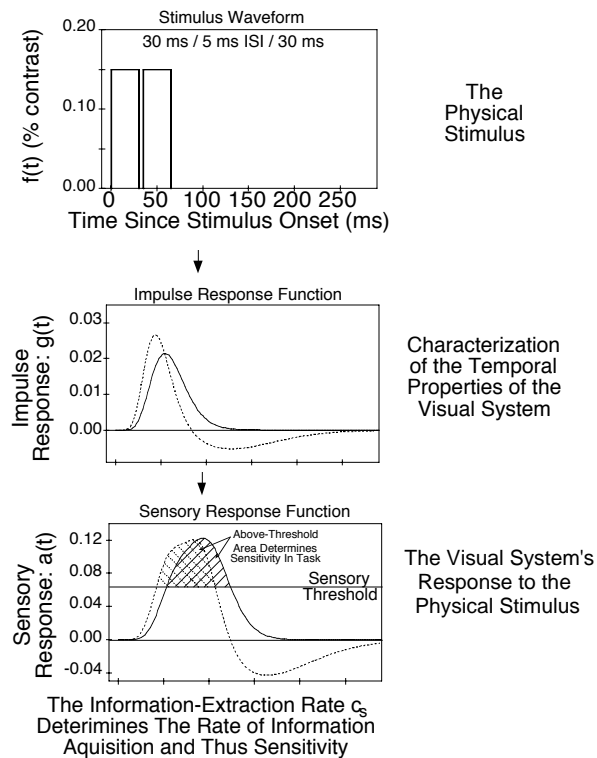 Stimulus Waveform
30 ms / 5 ms ISI / 30 ms
f(t) (% contrast)
0.20
0.10
0.00
0 50 100 150 200 250
Time Since Stimulus Onset (ms)
The
Physical
Stimulus
Impulse Response Function
Impulse
Response: g(t)
0.03
0.02
0.01
0.00
Characterization
of the Temporal
Properties of the
Visual System
Sensory Response Function
Sensory
Response: a(t)
0.12
0.08
0.04
0.00
-0.04
Above-Threshold
Area Determines
Sensitivity In Task
Sensory
Threshold
The Visual System's
Response to the
Physical Stimulus
The Information-Extraction Rate cs
Deterimines The Rate of Information
Aquisition and Thus Sensitivity